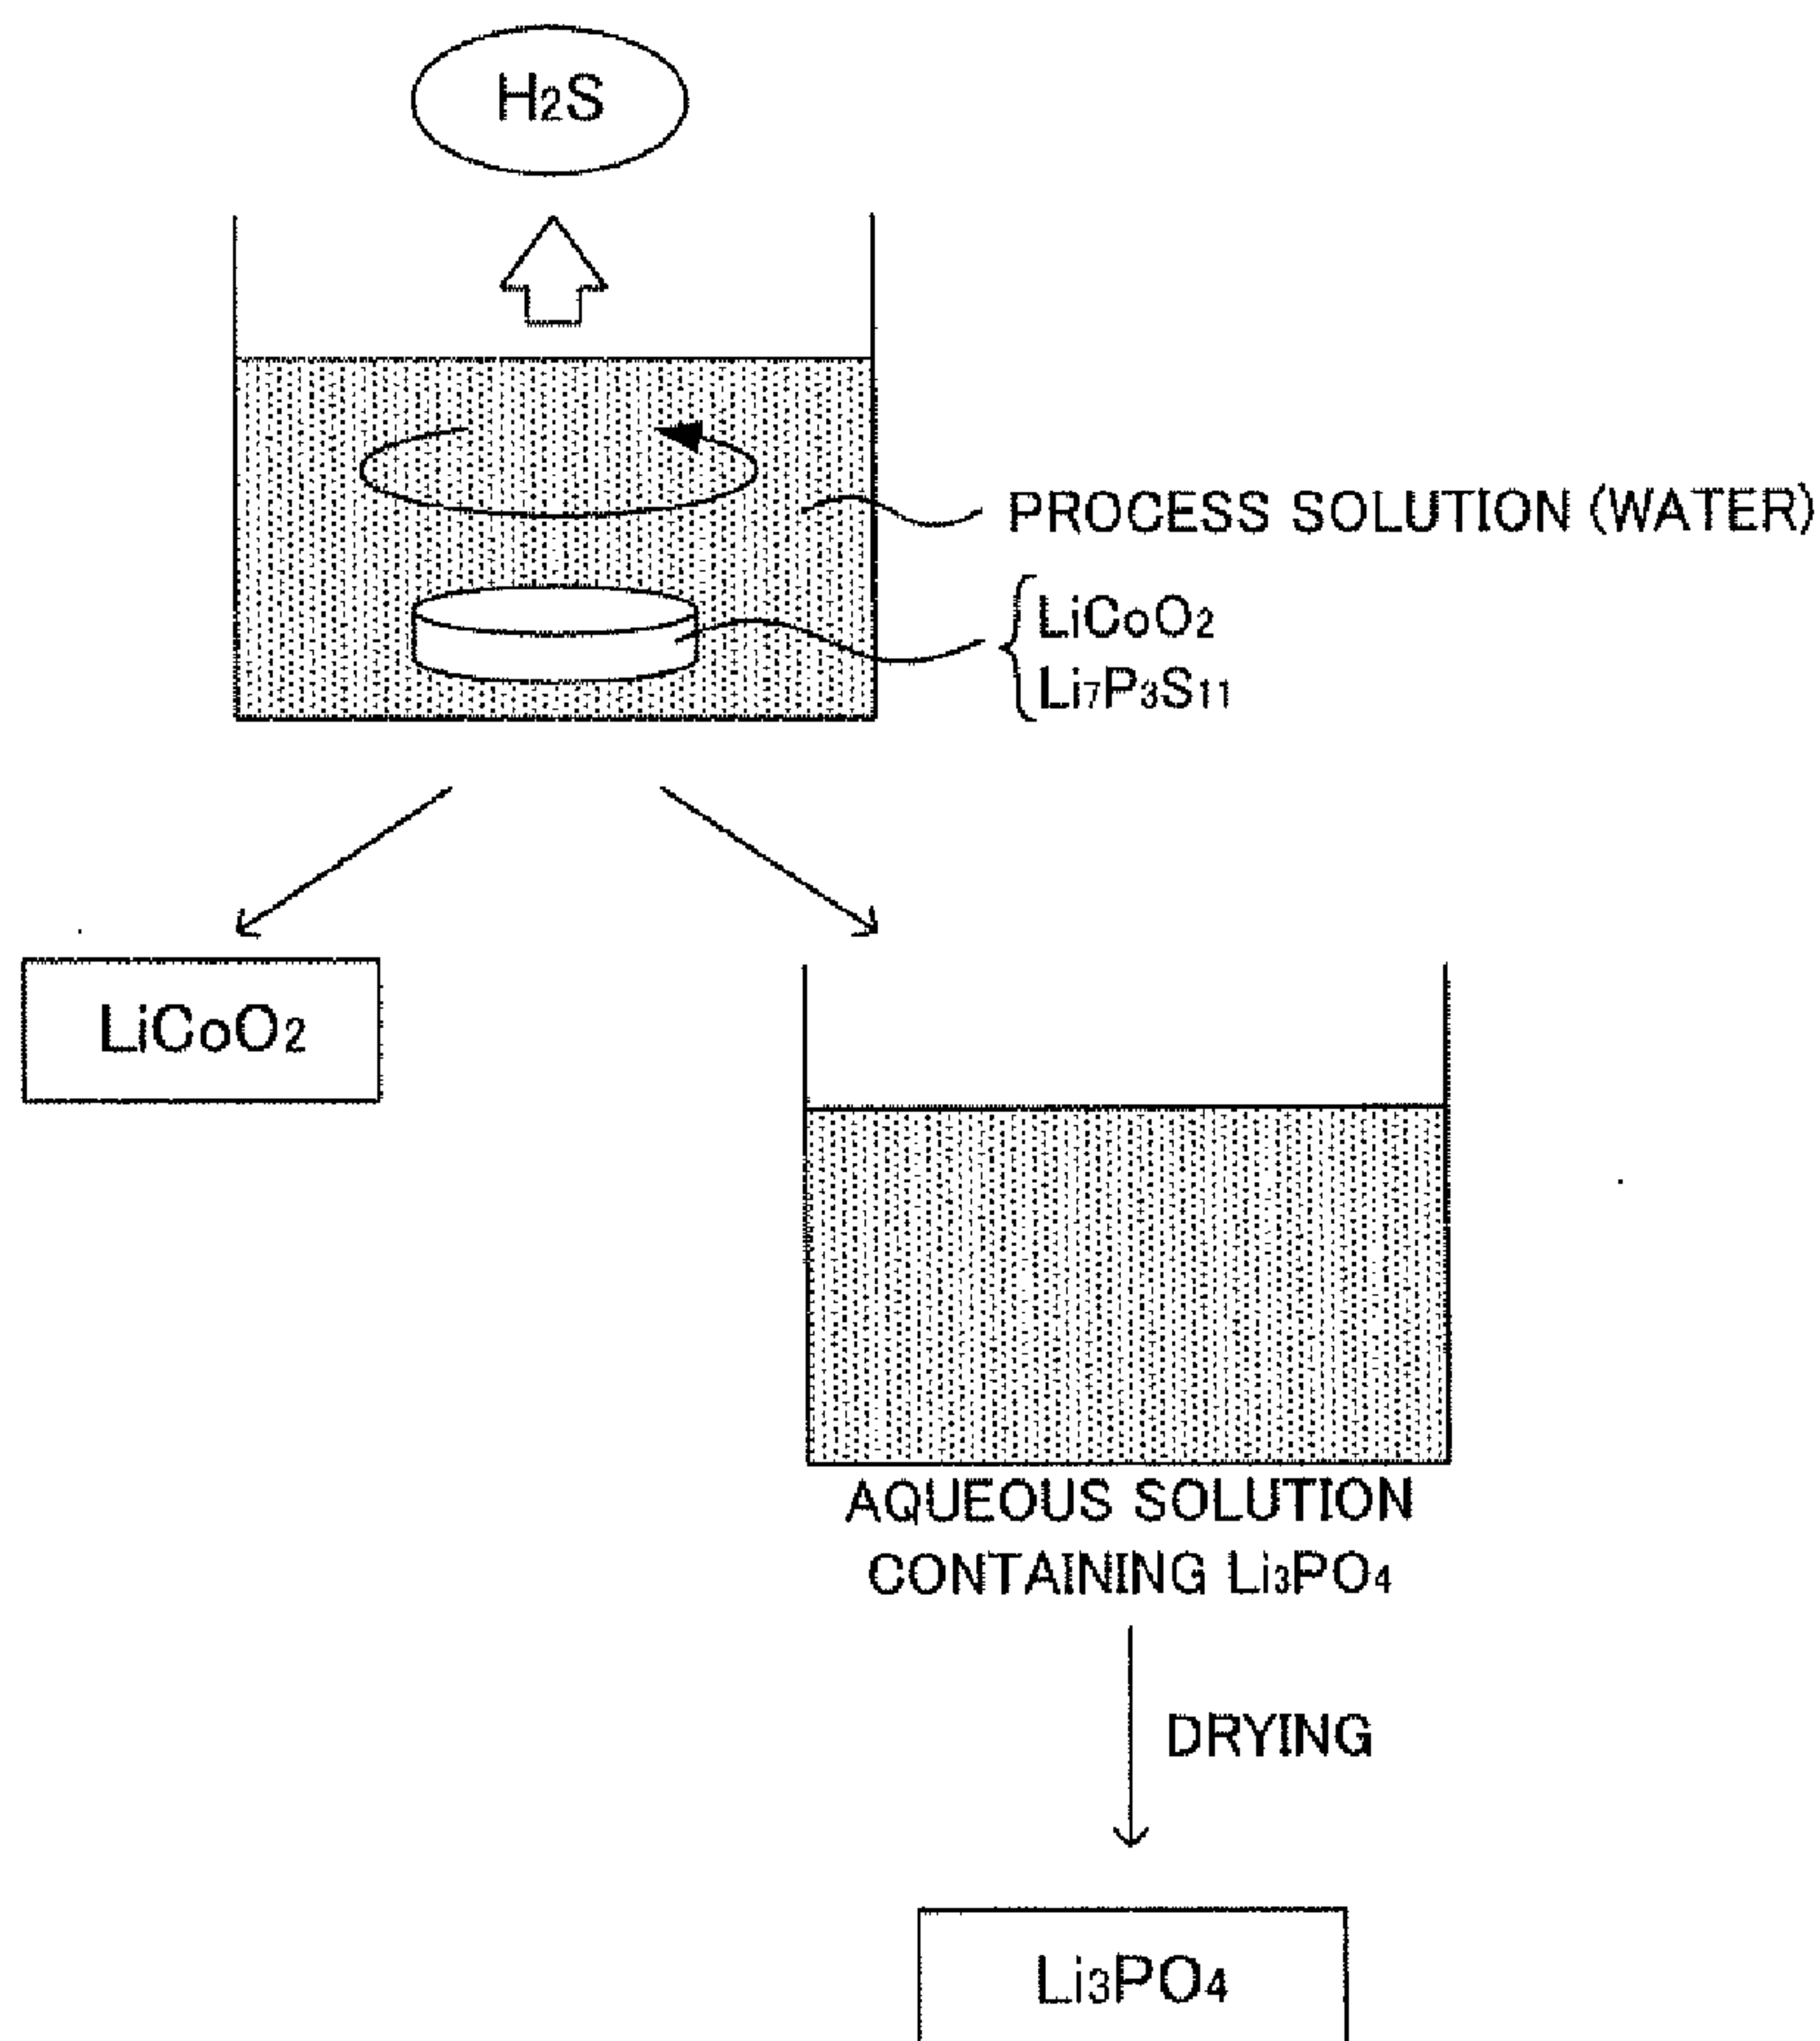 H2S
PROCESS SOLUTION (WATER)
LiCoO2
Li7P3S11
LiCoO2
AQUEOUS SOLUTION
CONTAINING Li3PO4
DRYING
Li3PO4